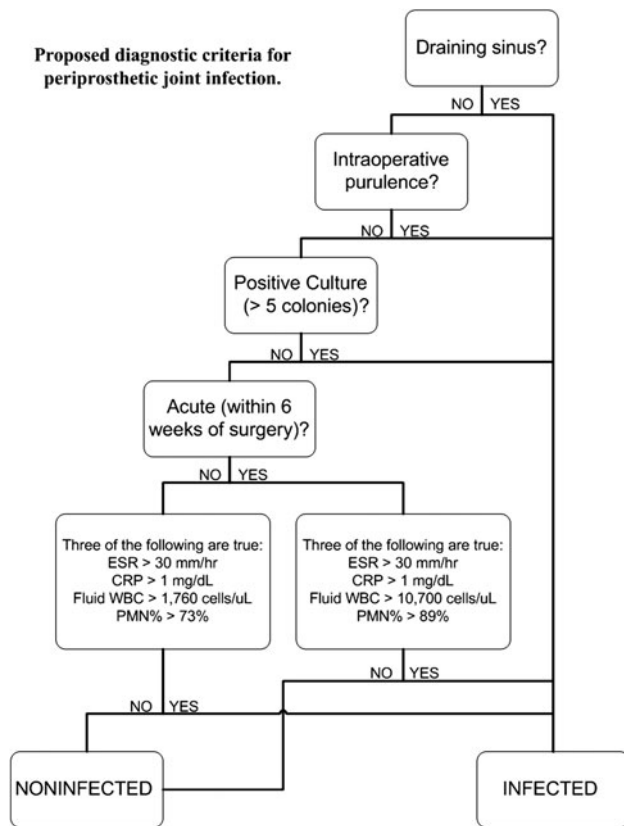 Proposed diagnostic criteria for
periprosthetic joint infection.
Draining sinus?
NO YES
Intraoperative
purulence?
NO YES
Positive Culture
(> 5 colonies)?
NO YES
Acute (within 6
weeks of surgery)?
NO YES
Three of the following are true:
ESR > 30 mm/hr
CRP > 1 mg/dL
Fluid WBC > 1,760 cells/uL
PMN% > 73%
Three of the following are true:
ESR > 30 mm/hr
CRP > 1 mg/dL
Fluid WBC > 10,700 cells/uL
PMN% > 89%
NO YES
NO YES
NONINFECTED
INFECTED